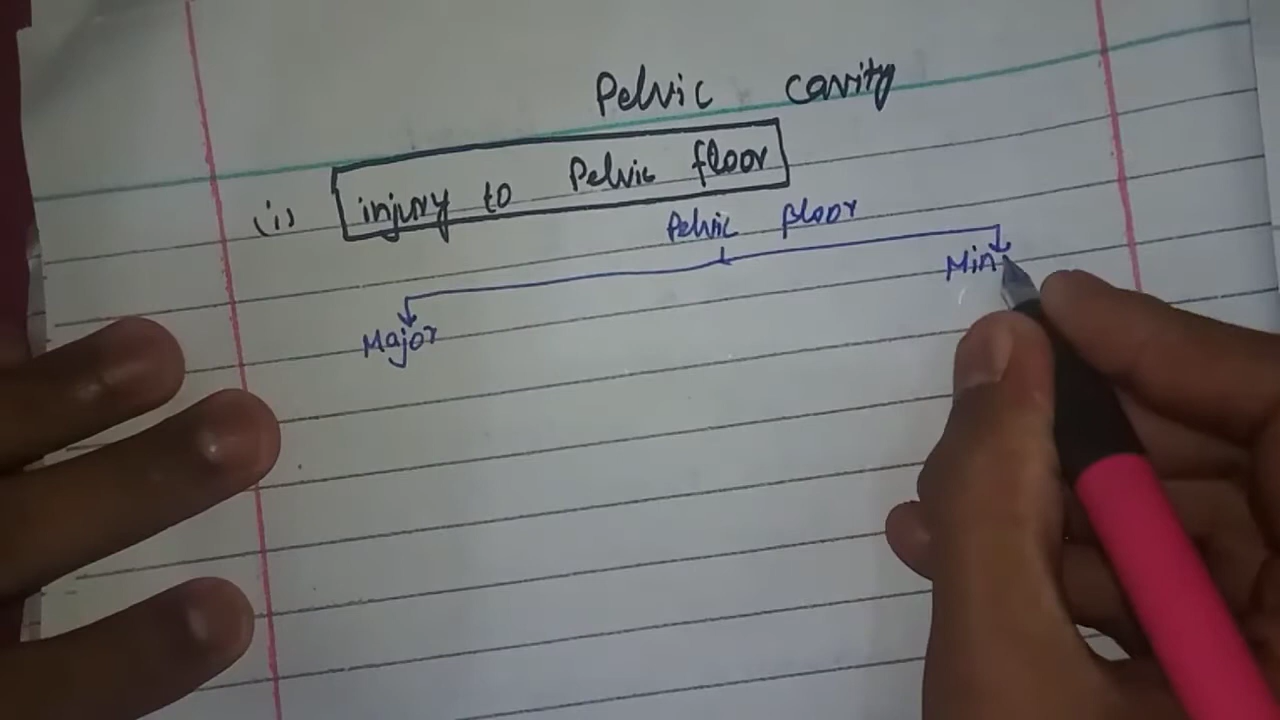 Pelvic cavity
(i) injury to Pelvic floor
Pelvic floor
Major
Min